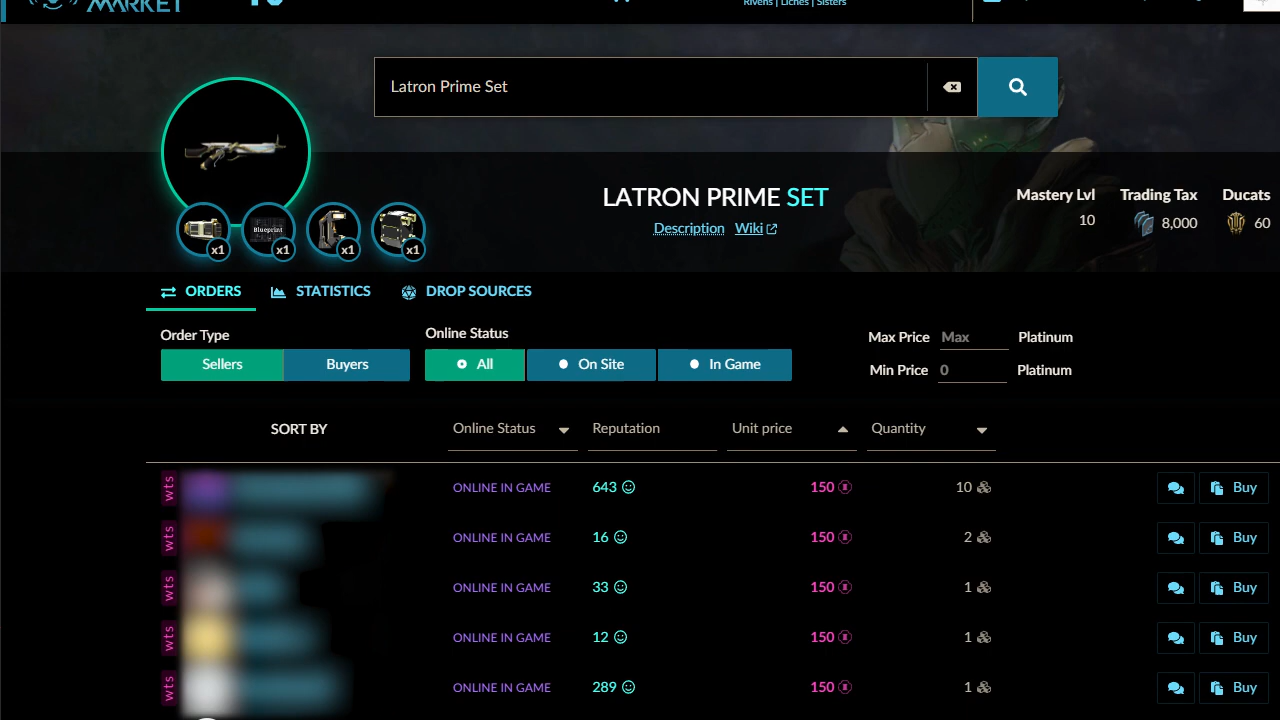 MARKET
Rivens | Liches | Sisters
Latron Prime Set
LATRON PRIME SET
Description Wiki
Mastery Lvl Trading Tax Ducats
10 8,000 60
Blueprint
x1 x1 x1 x1
ORDERS STATISTICS DROP SOURCES
Order Type Online Status
Sellers Buyers All On Site In Game
Max Price Max Platinum
Min Price 0 Platinum
SORT BY Online Status Reputation Unit price Quantity
wts ONLINE IN GAME 643 150 10 Buy
wts ONLINE IN GAME 16 150 2 Buy
wts ONLINE IN GAME 33 150 1 Buy
wts ONLINE IN GAME 12 150 1 Buy
wts ONLINE IN GAME 289 150 1 Buy